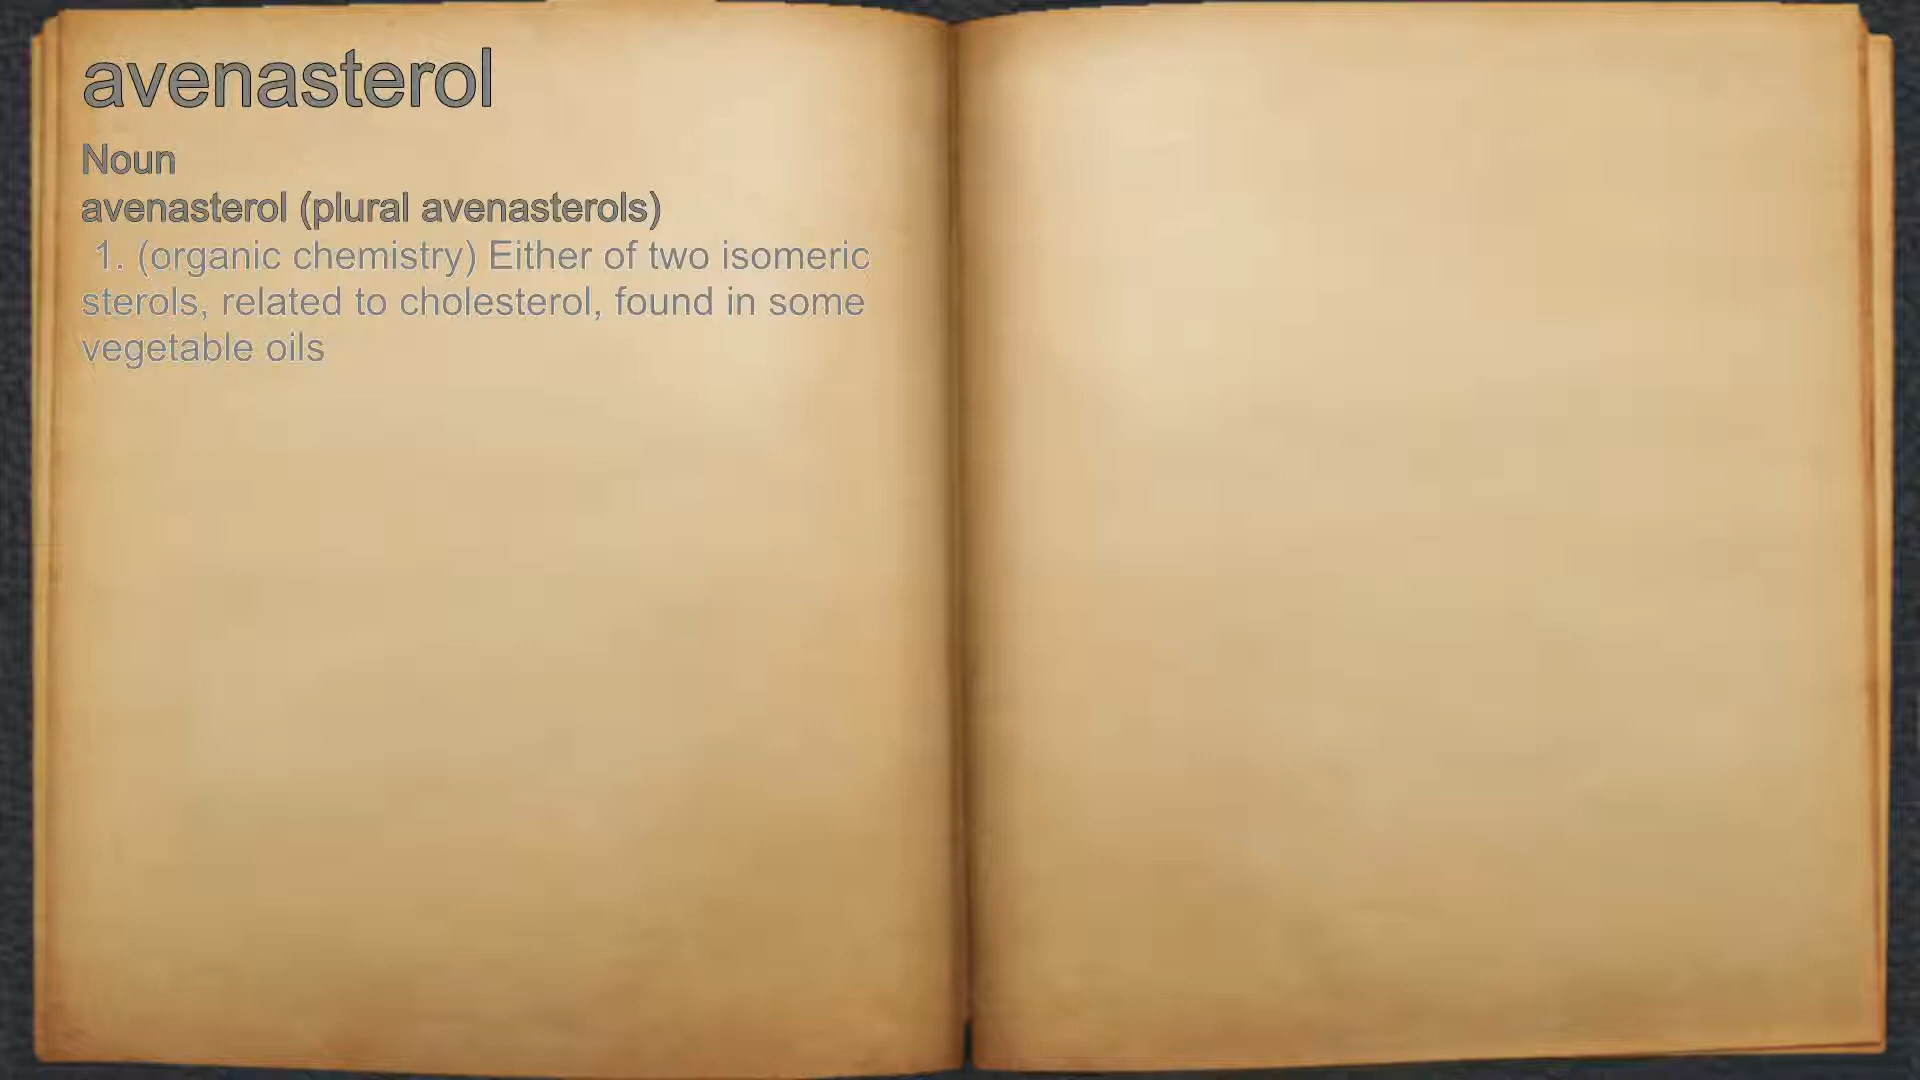 avenasterol
Noun
avenasterol (plural avenasterols)
1. (organic chemistry) Either of two isomeric
sterols, related to cholesterol, found in some
vegetable oils